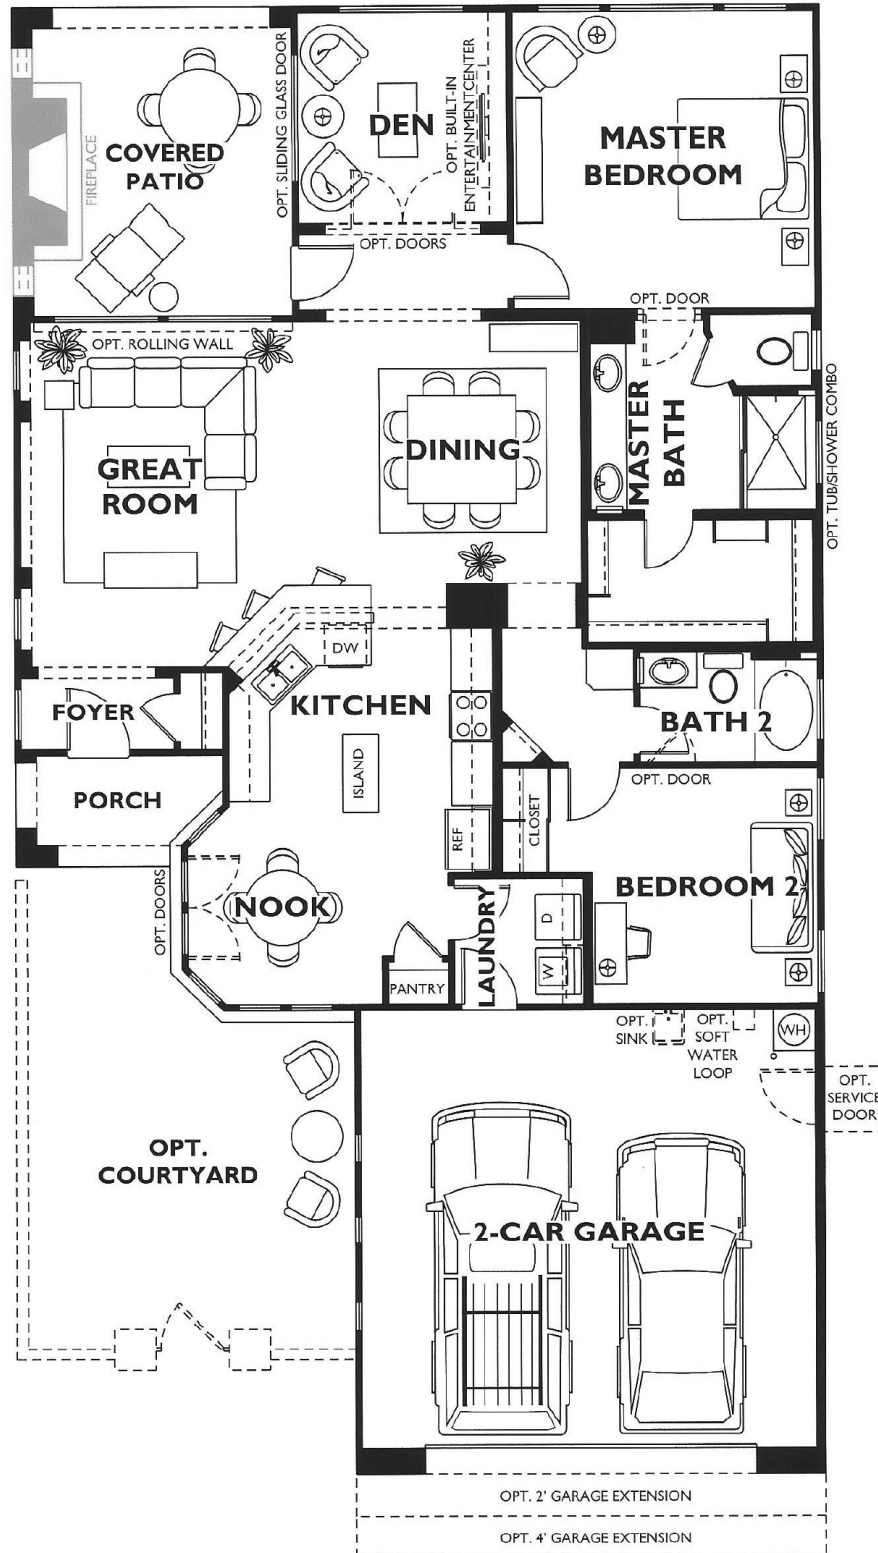 COVERED
PATIO
FIREPLACE
OPT. SLIDING GLASS DOOR
DEN
OPT. BUILT-IN
ENTERTAINMENT CENTER
OPT. DOORS
MASTER
BEDROOM
OPT. DOOR
OPT. ROLLING WALL
GREAT
ROOM
DINING
MASTER
BATH
OPT. TUB/SHOWER COMBO
DW
KITCHEN
ISLAND
REF
FOYER
PORCH
BATH 2
OPT. DOOR
CLOSET
BEDROOM 2
OPT. DOORS
NOOK
PANTRY
LAUNDRY
D
W
OPT.
SINK
OPT.
SOFT
WATER
LOOP
WH
OPT.
SERVICE
DOOR
OPT.
COURTYARD
2-CAR GARAGE
OPT. 2' GARAGE EXTENSION
OPT. 4' GARAGE EXTENSION